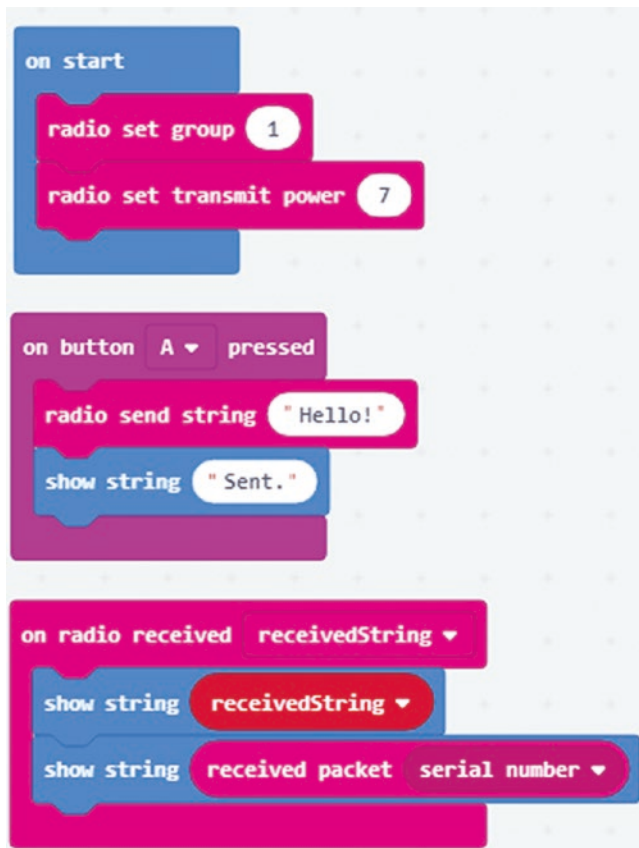 on start
radio set group 1
radio set transmit power 7
on button A pressed
radio send string "Hello!"
show string "Sent."
on radio received receivedString
show string receivedString
show string received packet serial number